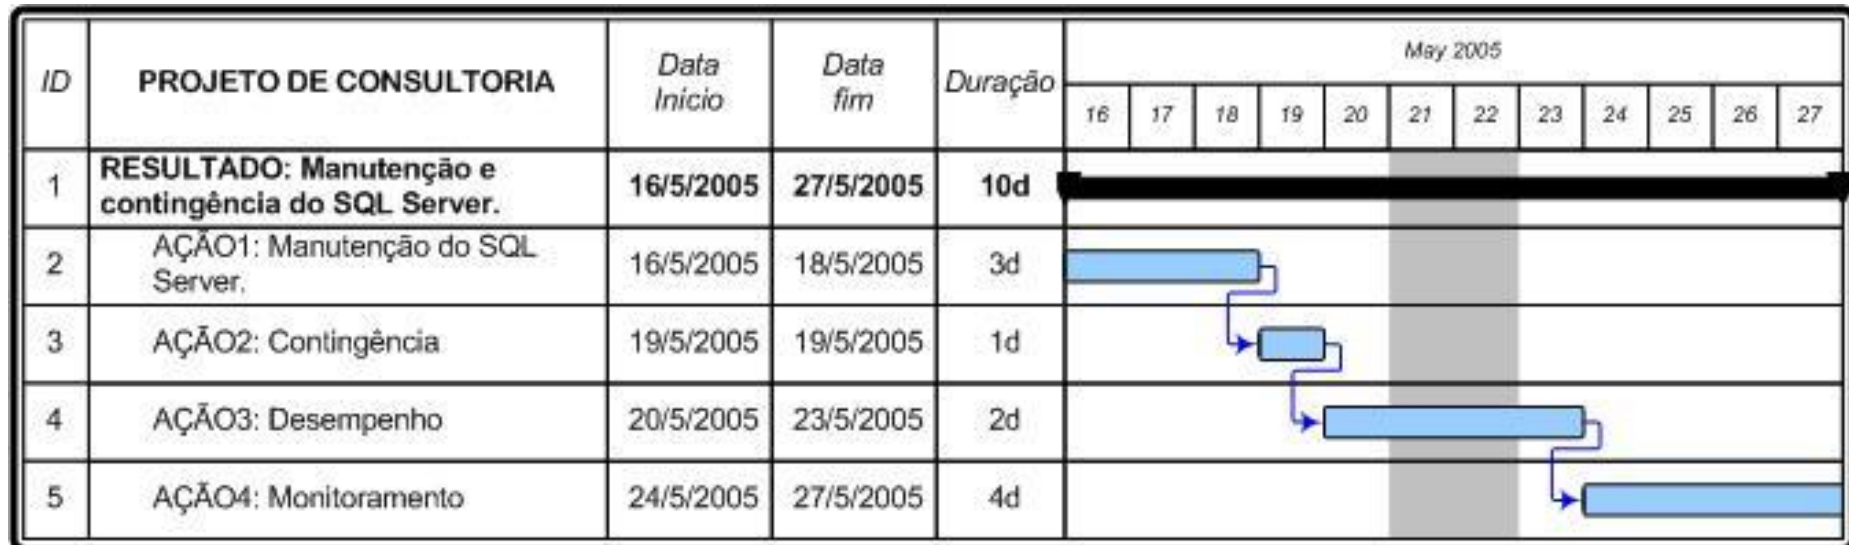 ID PROJETO DE CONSULTORIA Data Início Data fim Duração May 2005
16 17 18 19 20 21 22 23 24 25 26 27
1 RESULTADO: Manutenção e contingência do SQL Server. 16/5/2005 27/5/2005 10d
2 AÇÃO1: Manutenção do SQL Server. 16/5/2005 18/5/2005 3d
3 AÇÃO2: Contingência 19/5/2005 19/5/2005 1d
4 AÇÃO3: Desempenho 20/5/2005 23/5/2005 2d
5 AÇÃO4: Monitoramento 24/5/2005 27/5/2005 4d